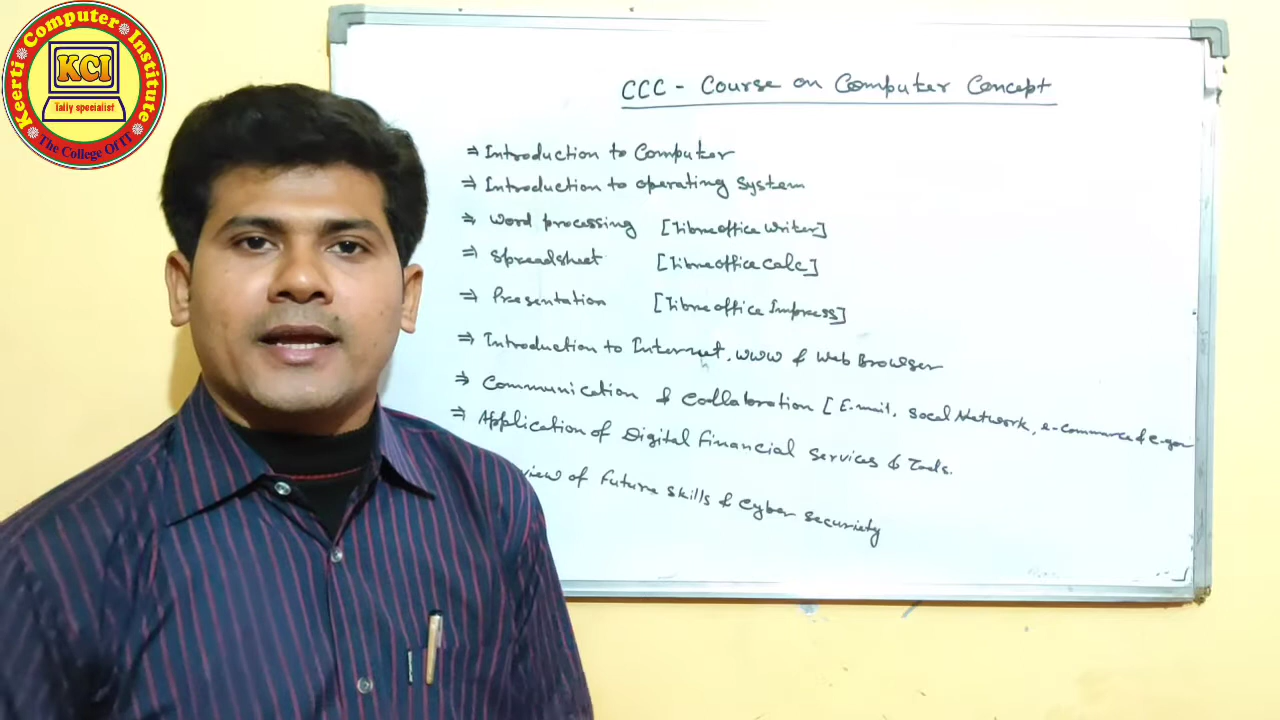 Keerti Computer Institute
KCI
Tally specialist
The College Of IT
CCC - Course on Computer Concept
⇒ Introduction to Computer
⇒ Introduction to operating System
⇒ Word processing [Libreoffice Writer]
⇒ Spreadsheet [Libreoffice Calc]
⇒ Presentation [Libreoffice Impress]
⇒ Introduction to Internet, WWW & Web Browser
⇒ Communication & Collaboration [E-mail, Socal Network, e-commerce & e-gov
⇒ Application of Digital Financial Services & Tools.
view of Future Skills & Cyber Securiety